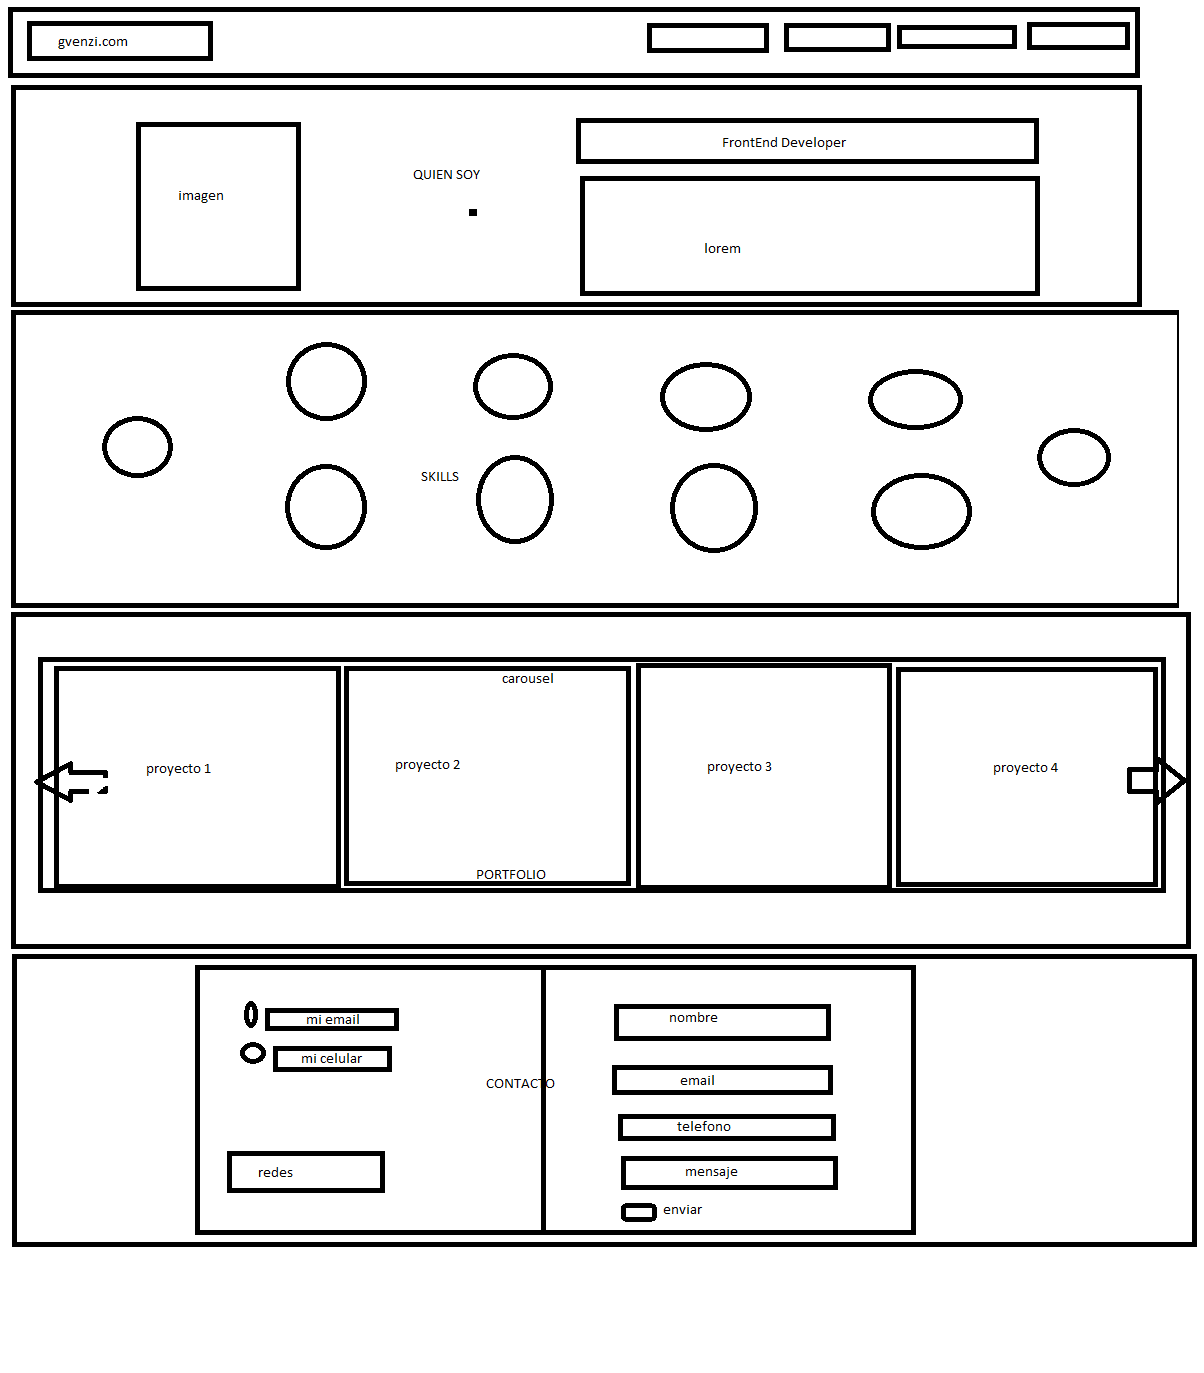 gvenzi.com
FrontEnd Developer
QUIEN SOY
imagen
lorem
SKILLS
carousel
proyecto 1
proyecto 2
proyecto 3
proyecto 4
PORTFOLIO
mi email
mi celular
CONTACTO
redes
nombre
email
telefono
mensaje
enviar